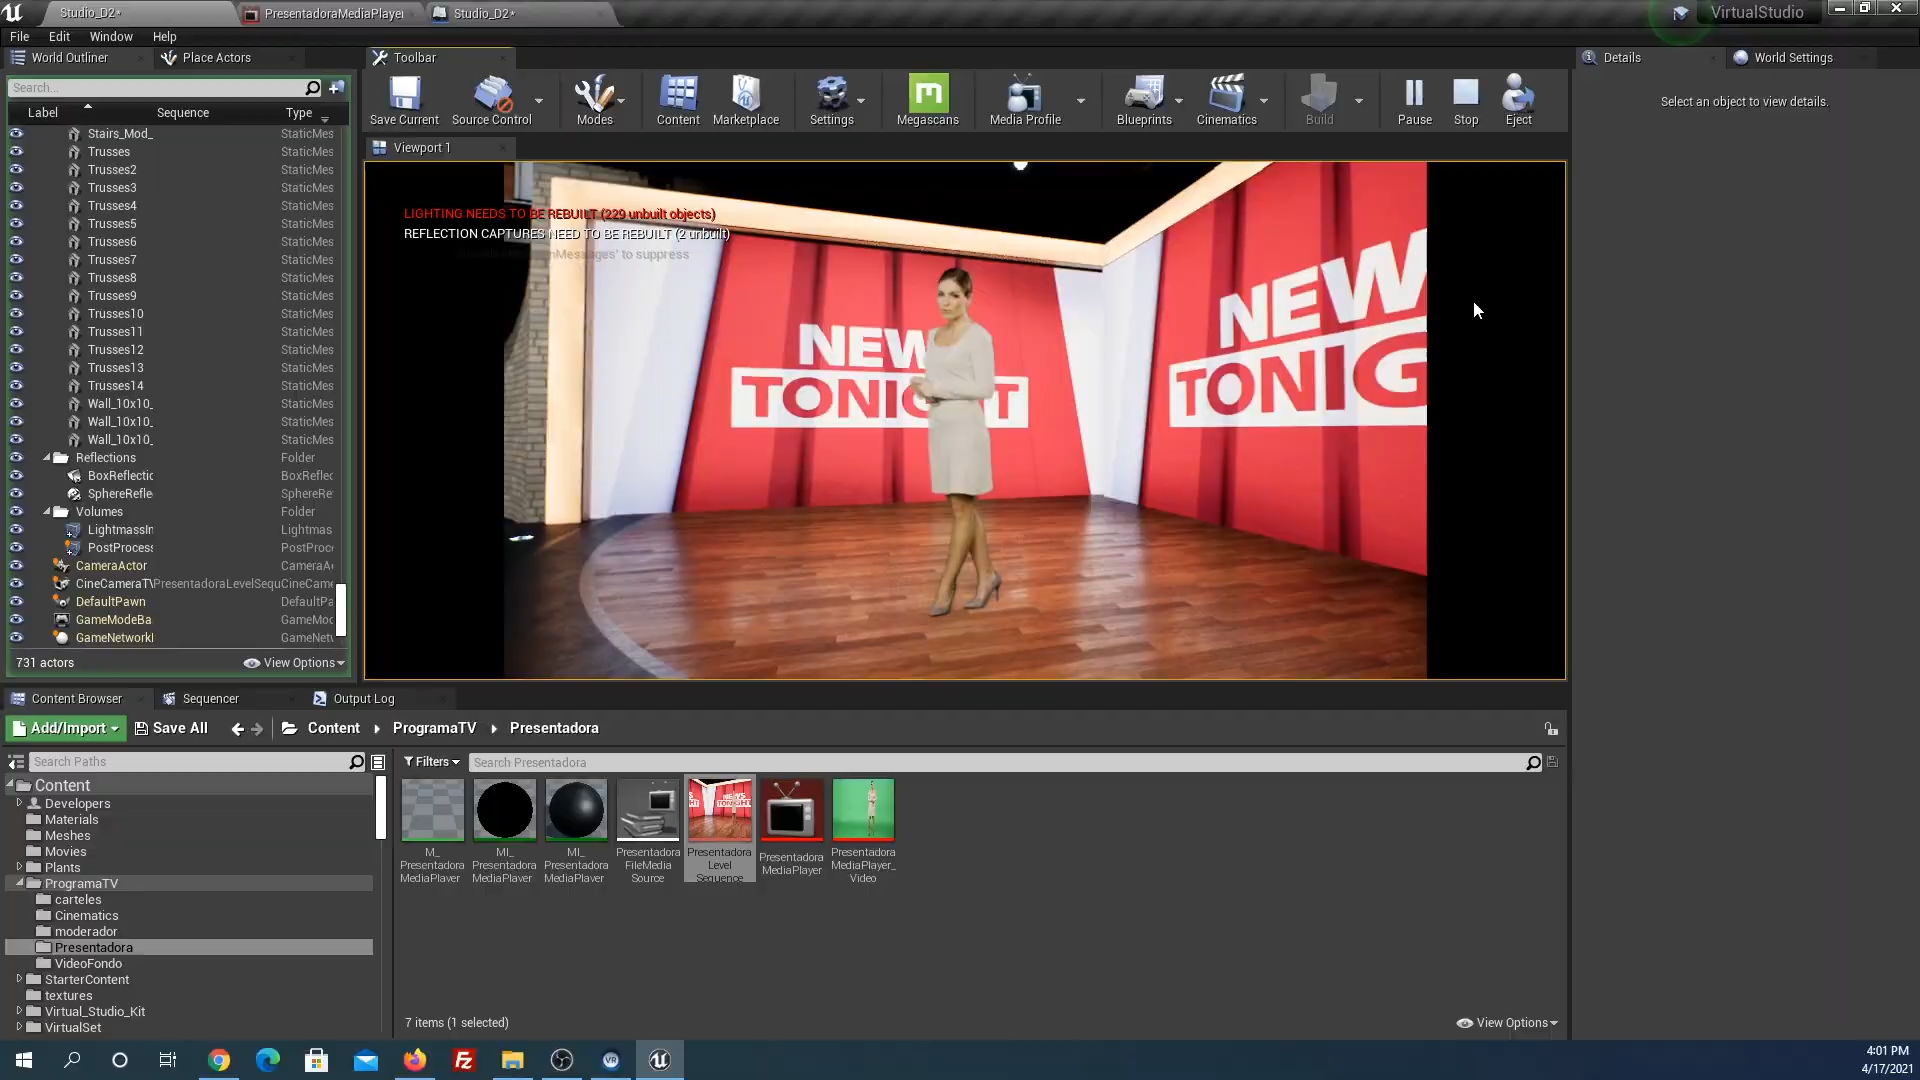 Studio_D2*
PresentadoraMediaPlayer
Studio_D2*
VirtualStudio
File Edit Window Help
World Outliner
Place Actors
Toolbar
Details
World Settings
Search...
Label Sequence Type
Select an object to view details.
Save Current
Source Control
Modes
Content
Marketplace
Settings
Megascans
Media Profile
Blueprints
Cinematics
Build
Pause
Stop
Eject
Viewport 1
Stairs_Mod_ StaticMes
Trusses StaticMes
Trusses2 StaticMes
Trusses3 StaticMes
Trusses4 StaticMes
Trusses5 StaticMes
Trusses6 StaticMes
Trusses7 StaticMes
Trusses8 StaticMes
Trusses9 StaticMes
Trusses10 StaticMes
Trusses11 StaticMes
Trusses12 StaticMes
Trusses13 StaticMes
Trusses14 StaticMes
Wall_10x10_ StaticMes
Wall_10x10_ StaticMes
Wall_10x10_ StaticMes
Reflections Folder
BoxReflectic BoxReflec
SphereRefle SphereRe
Volumes Folder
LightmassIn Lightmas
PostProcess PostProce
CameraActor CameraAc
CineCameraTV PresentadoraLevelSequ CineCame
DefaultPawn DefaultPa
GameModeBa GameMod
GameNetworkI GameNetv
731 actors
View Options
LIGHTING NEEDS TO BE REBUILT (229 unbuilt objects)
REFLECTION CAPTURES NEED TO BE REBUILT (2 unbuilt)
to suppress
NEW
TONIGHT
NEW
TONIG
Content Browser
Sequencer
Output Log
Add/Import
Save All
Content
ProgramaTV
Presentadora
Search Paths
Filters
Search Presentadora
Content
Developers
Materials
Meshes
Movies
Plants
ProgramaTV
carteles
Cinematics
moderador
Presentadora
VideoFondo
StarterContent
textures
Virtual_Studio_Kit
VirtualSet
M_
Presentadora
MediaPlayer
MI_
Presentadora
MediaPlayer
MI_
Presentadora
MediaPlayer
Presentadora
FileMedia
Source
Presentadora
Level
Sequence
Presentadora
MediaPlayer
Presentadora
MediaPlayer_
Video
7 items (1 selected)
View Options
4:01 PM
4/17/2021